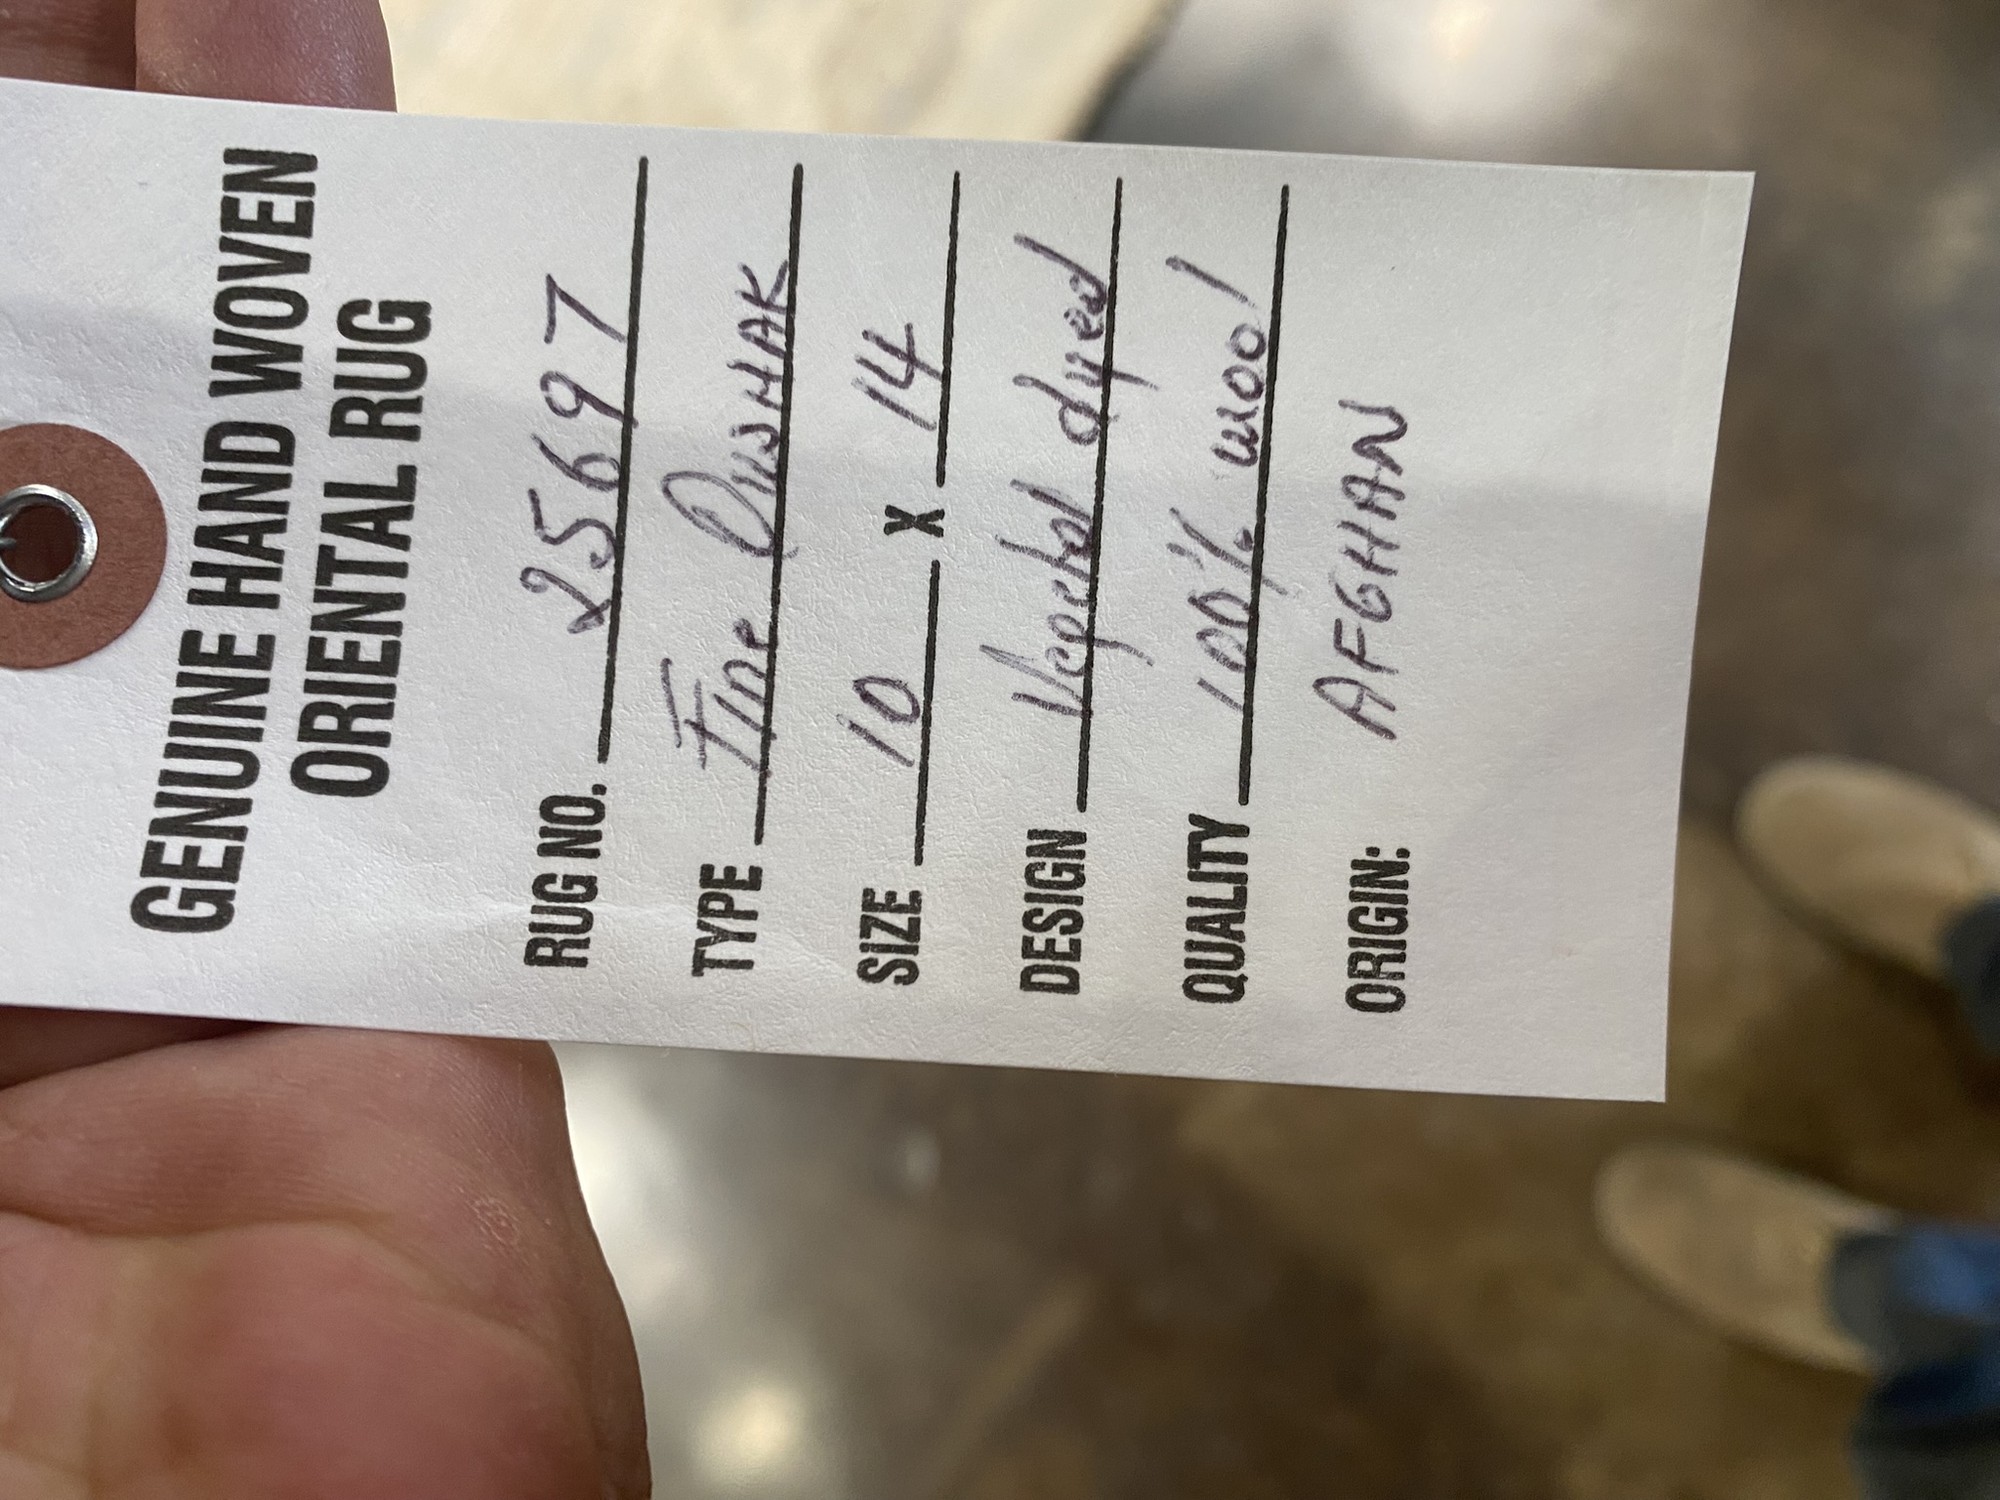 GENUINE HAND WOVEN
ORIENTAL RUG
RUG NO. 25697
TYPE Fine OUSHAK
SIZE 10 X 14
DESIGN Vegetal dyed
QUALITY 100% wool
ORIGIN: AFGHAN